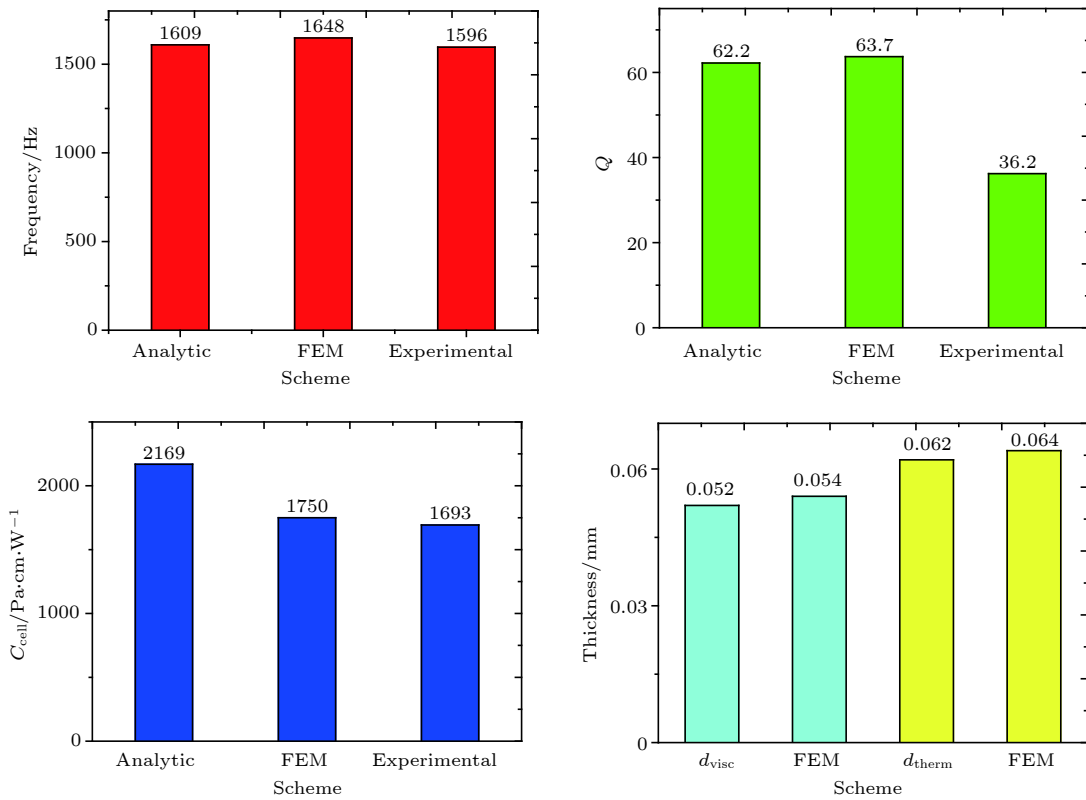 1609
1648
1596
1500
1000
500
0
Frequency/Hz
Analytic
FEM
Experimental
Scheme
62.2
63.7
36.2
60
40
20
0
Q
Analytic
FEM
Experimental
Scheme
2169
1750
1693
2000
1000
0
C_cell/Pa·cm·W⁻¹
Analytic
FEM
Experimental
Scheme
0.052
0.054
0.062
0.064
0.06
0.03
0
Thickness/mm
d_visc
FEM
d_therm
FEM
Scheme